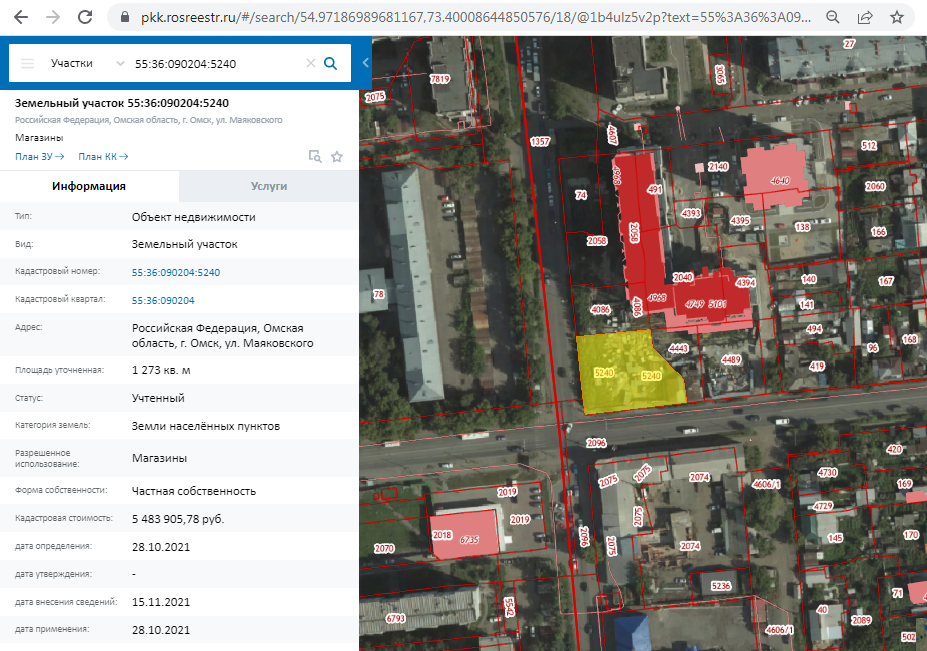 pkk.rosreestr.ru/#/search/54.97186989681167,73.40008644850576/18/@1b4ulz5v2p?text=55%3A36%3A09...
Участки
55:36:090204:5240
Земельный участок 55:36:090204:5240
Российская Федерация, Омская область, г. Омск, ул. Маяковского
Магазины
План ЗУ → План КК →
Информация Услуги
Тип: Объект недвижимости
Вид: Земельный участок
Кадастровый номер: 55:36:090204:5240
Кадастровый квартал: 55:36:090204
Адрес: Российская Федерация, Омская
область, г. Омск, ул. Маяковского
Площадь уточненная: 1 273 кв. м
Статус: Учтенный
Категория земель: Земли населённых пунктов
Разрешенное
использование: Магазины
Форма собственности: Частная собственность
Кадастровая стоимость: 5 483 905,78 руб.
дата определения: 28.10.2021
дата утверждения: -
дата внесения сведений: 15.11.2021
дата применения: 28.10.2021
27
7819
3065
2075
1357
4607
512
2140
4640
74
491
2060
4393
4395
138
2058
2058
166
2040
4394
140
167
78
4968
4749 5101
141
4086
4086
494
168
4443
96
4489
419
5240
5240
2096
420
2075
2075
2074
4606/1
4730
169
2019
4729
2018
6735
2019
2075
2096
2075
2074
145
170
2070
5236
71
5542
6793
40
2089
4606/1
502